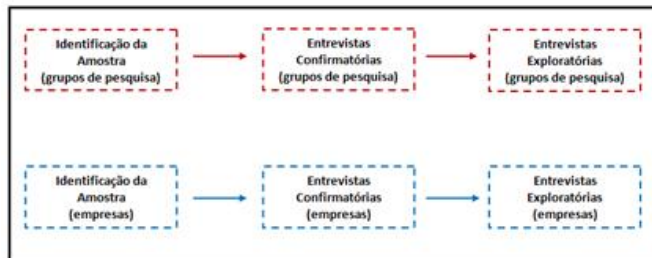 Identificação da
Amostra
(grupos de pesquisa)
Entrevistas
Confirmatórias
(grupos de pesquisa)
Entrevistas
Exploratórias
(grupos de pesquisa)
Identificação da
Amostra
(empresas)
Entrevistas
Confirmatórias
(empresas)
Entrevistas
Exploratórias
(empresas)